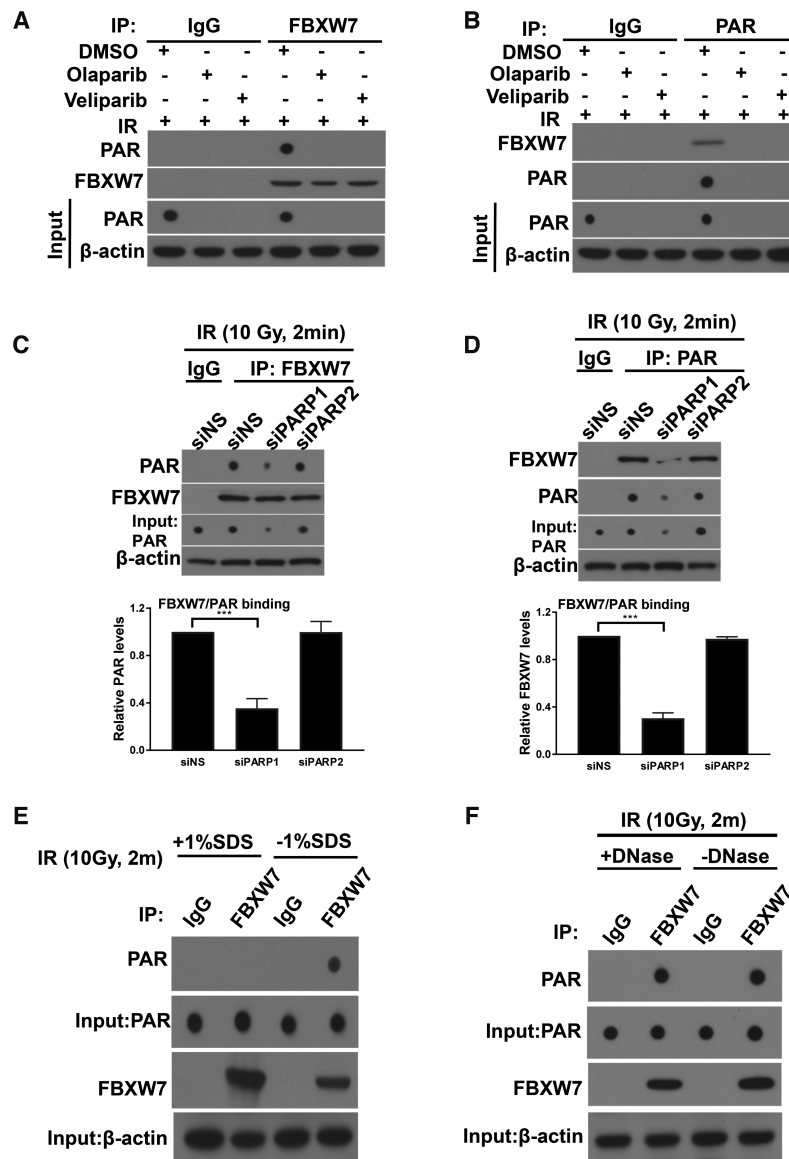 A
IP: IgG FBXW7
DMSO + - - + - -
Olaparib - + - - + -
Veliparib - - + - - +
IR + + + + + +
PAR
FBXW7
Input
PAR
β-actin
B
IP: IgG PAR
DMSO + - - + - -
Olaparib - + - - + -
Veliparib - - + - - +
IR + + + + + +
FBXW7
PAR
Input
PAR
β-actin
C
IR (10 Gy, 2min)
IgG IP: FBXW7
siNS siNS siPARP1 siPARP2
PAR
FBXW7
Input:
PAR
β-actin
FBXW7/PAR binding
***
Relative PAR levels
1.2
0.8
0.4
0.0
siNS siPARP1 siPARP2
D
IR (10 Gy, 2min)
IgG IP: PAR
siNS siNS siPARP1 siPARP2
FBXW7
PAR
Input:
PAR
β-actin
FBXW7/PAR binding
***
Relative FBXW7 levels
1.2
0.8
0.4
0.0
siNS siPARP1 siPARP2
E
IR (10Gy, 2m) +1%SDS -1%SDS
IP: IgG FBXW7 IgG FBXW7
PAR
Input:PAR
FBXW7
Input:β-actin
F
IR (10Gy, 2m)
+DNase -DNase
IP: IgG FBXW7 IgG FBXW7
PAR
Input:PAR
FBXW7
Input:β-actin